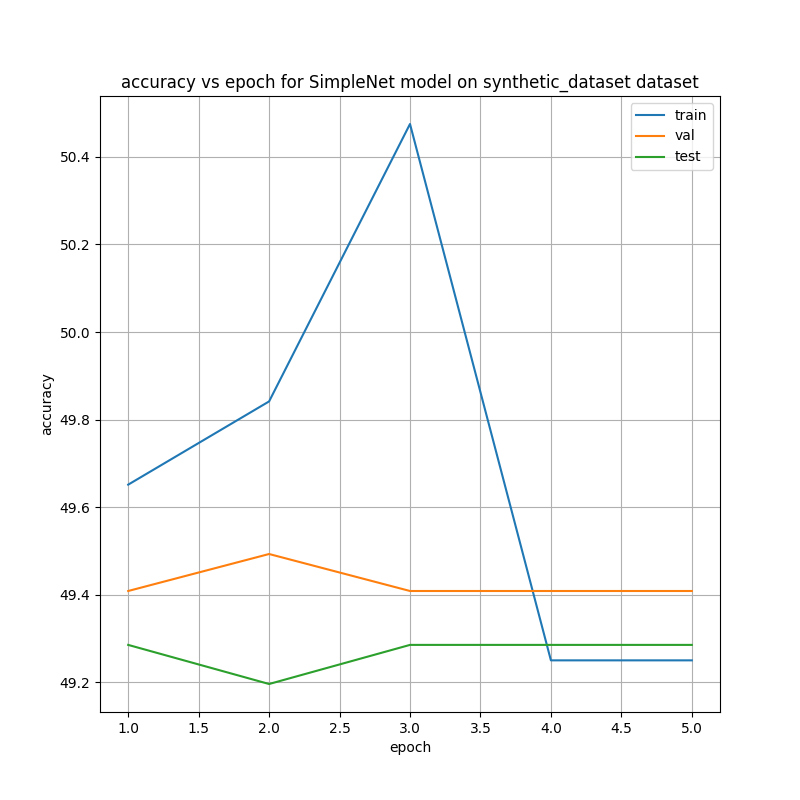 accuracy vs epoch for SimpleNet model on synthetic_dataset dataset
train
val
test
50.4
50.2
50.0
49.8
49.6
49.4
49.2
accuracy
1.0 1.5 2.0 2.5 3.0 3.5 4.0 4.5 5.0
epoch